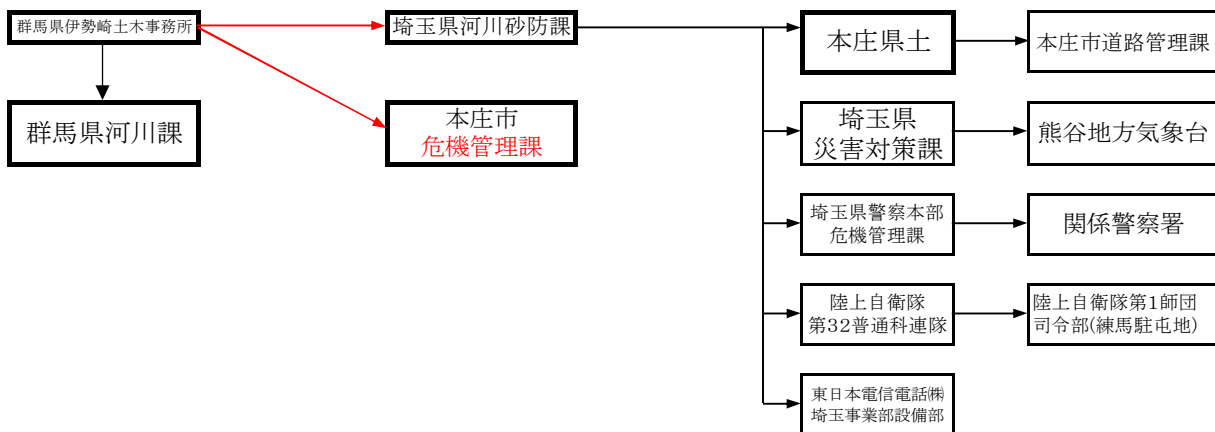 群馬県伊勢崎土木事務所
埼玉県河川砂防課
本庄県土
本庄市道路管理課
群馬県河川課
本庄市
危機管理課
埼玉県
災害対策課
熊谷地方気象台
埼玉県警察本部
危機管理課
関係警察署
陸上自衛隊
第32普通科連隊
陸上自衛隊第1師団
司令部(練馬駐屯地)
東日本電信電話㈱
埼玉事業部設備部